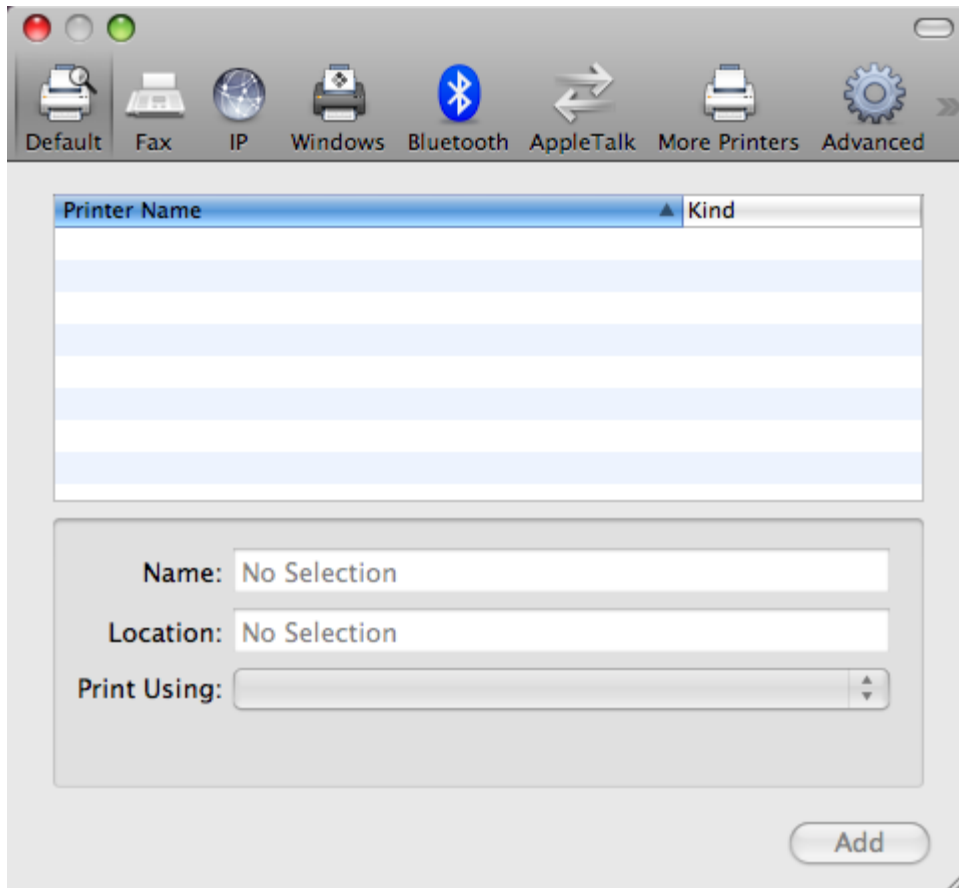 Default Fax IP Windows Bluetooth AppleTalk More Printers Advanced
Printer Name Kind
Name: No Selection
Location: No Selection
Print Using:
Add